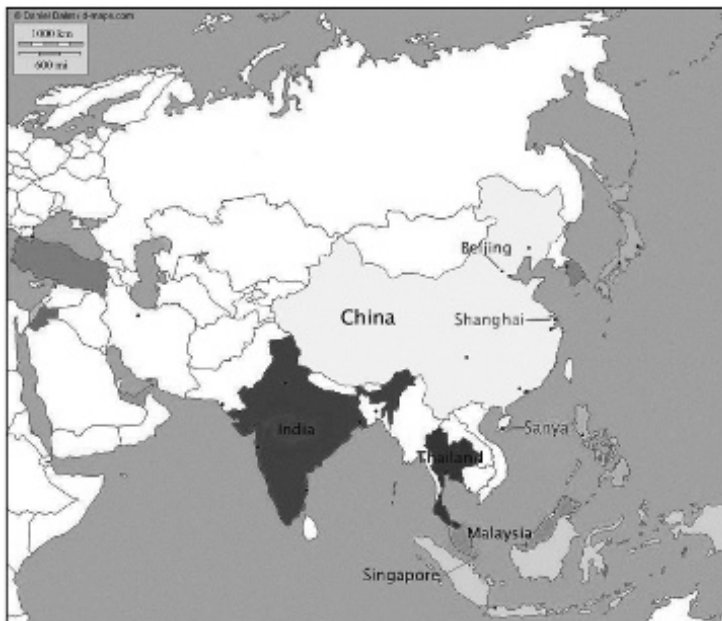 © Daniel Dalet / d-maps.com
1000 km
600 mi
Beijing
China
Shanghai
India
Sanya
Thailand
Malaysia
Singapore